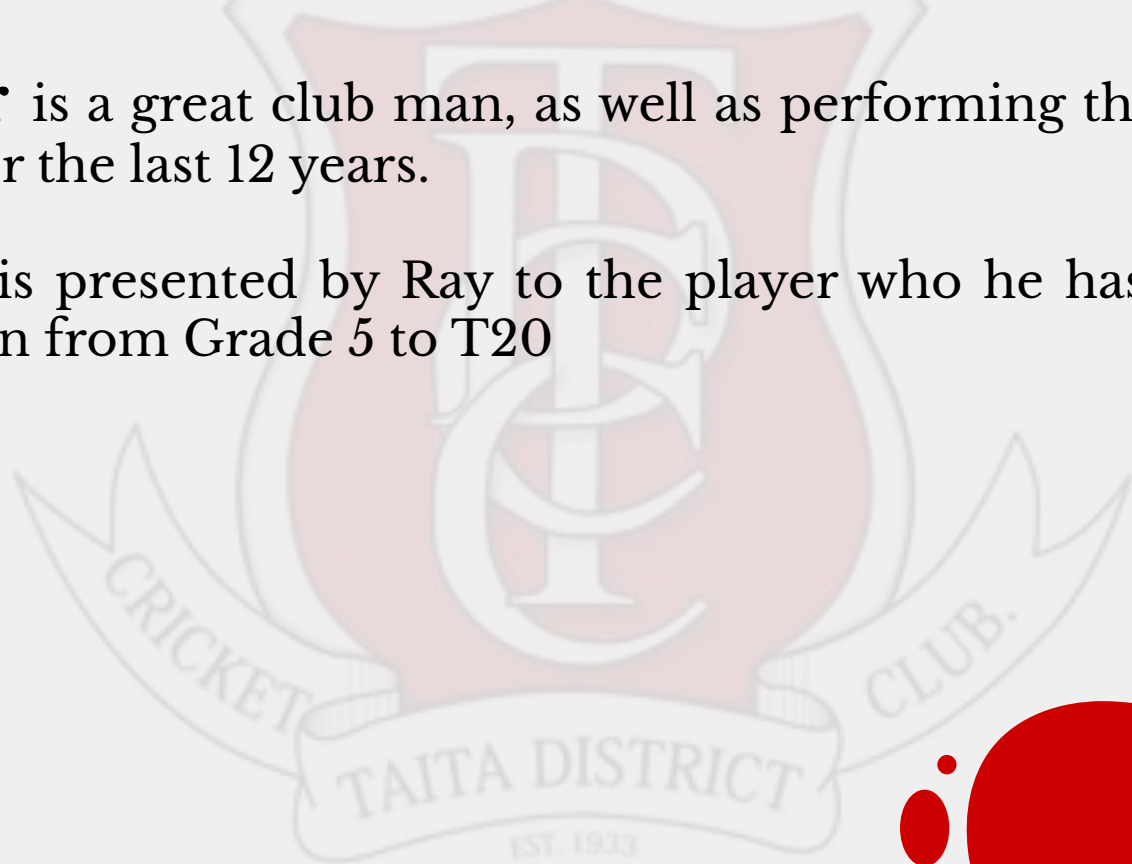 r is a great club man, as well as performing th
r the last 12 years.
is presented by Ray to the player who he has
n from Grade 5 to T20
CRICKET
CLUB.
TAITA DISTRICT
EST. 1933